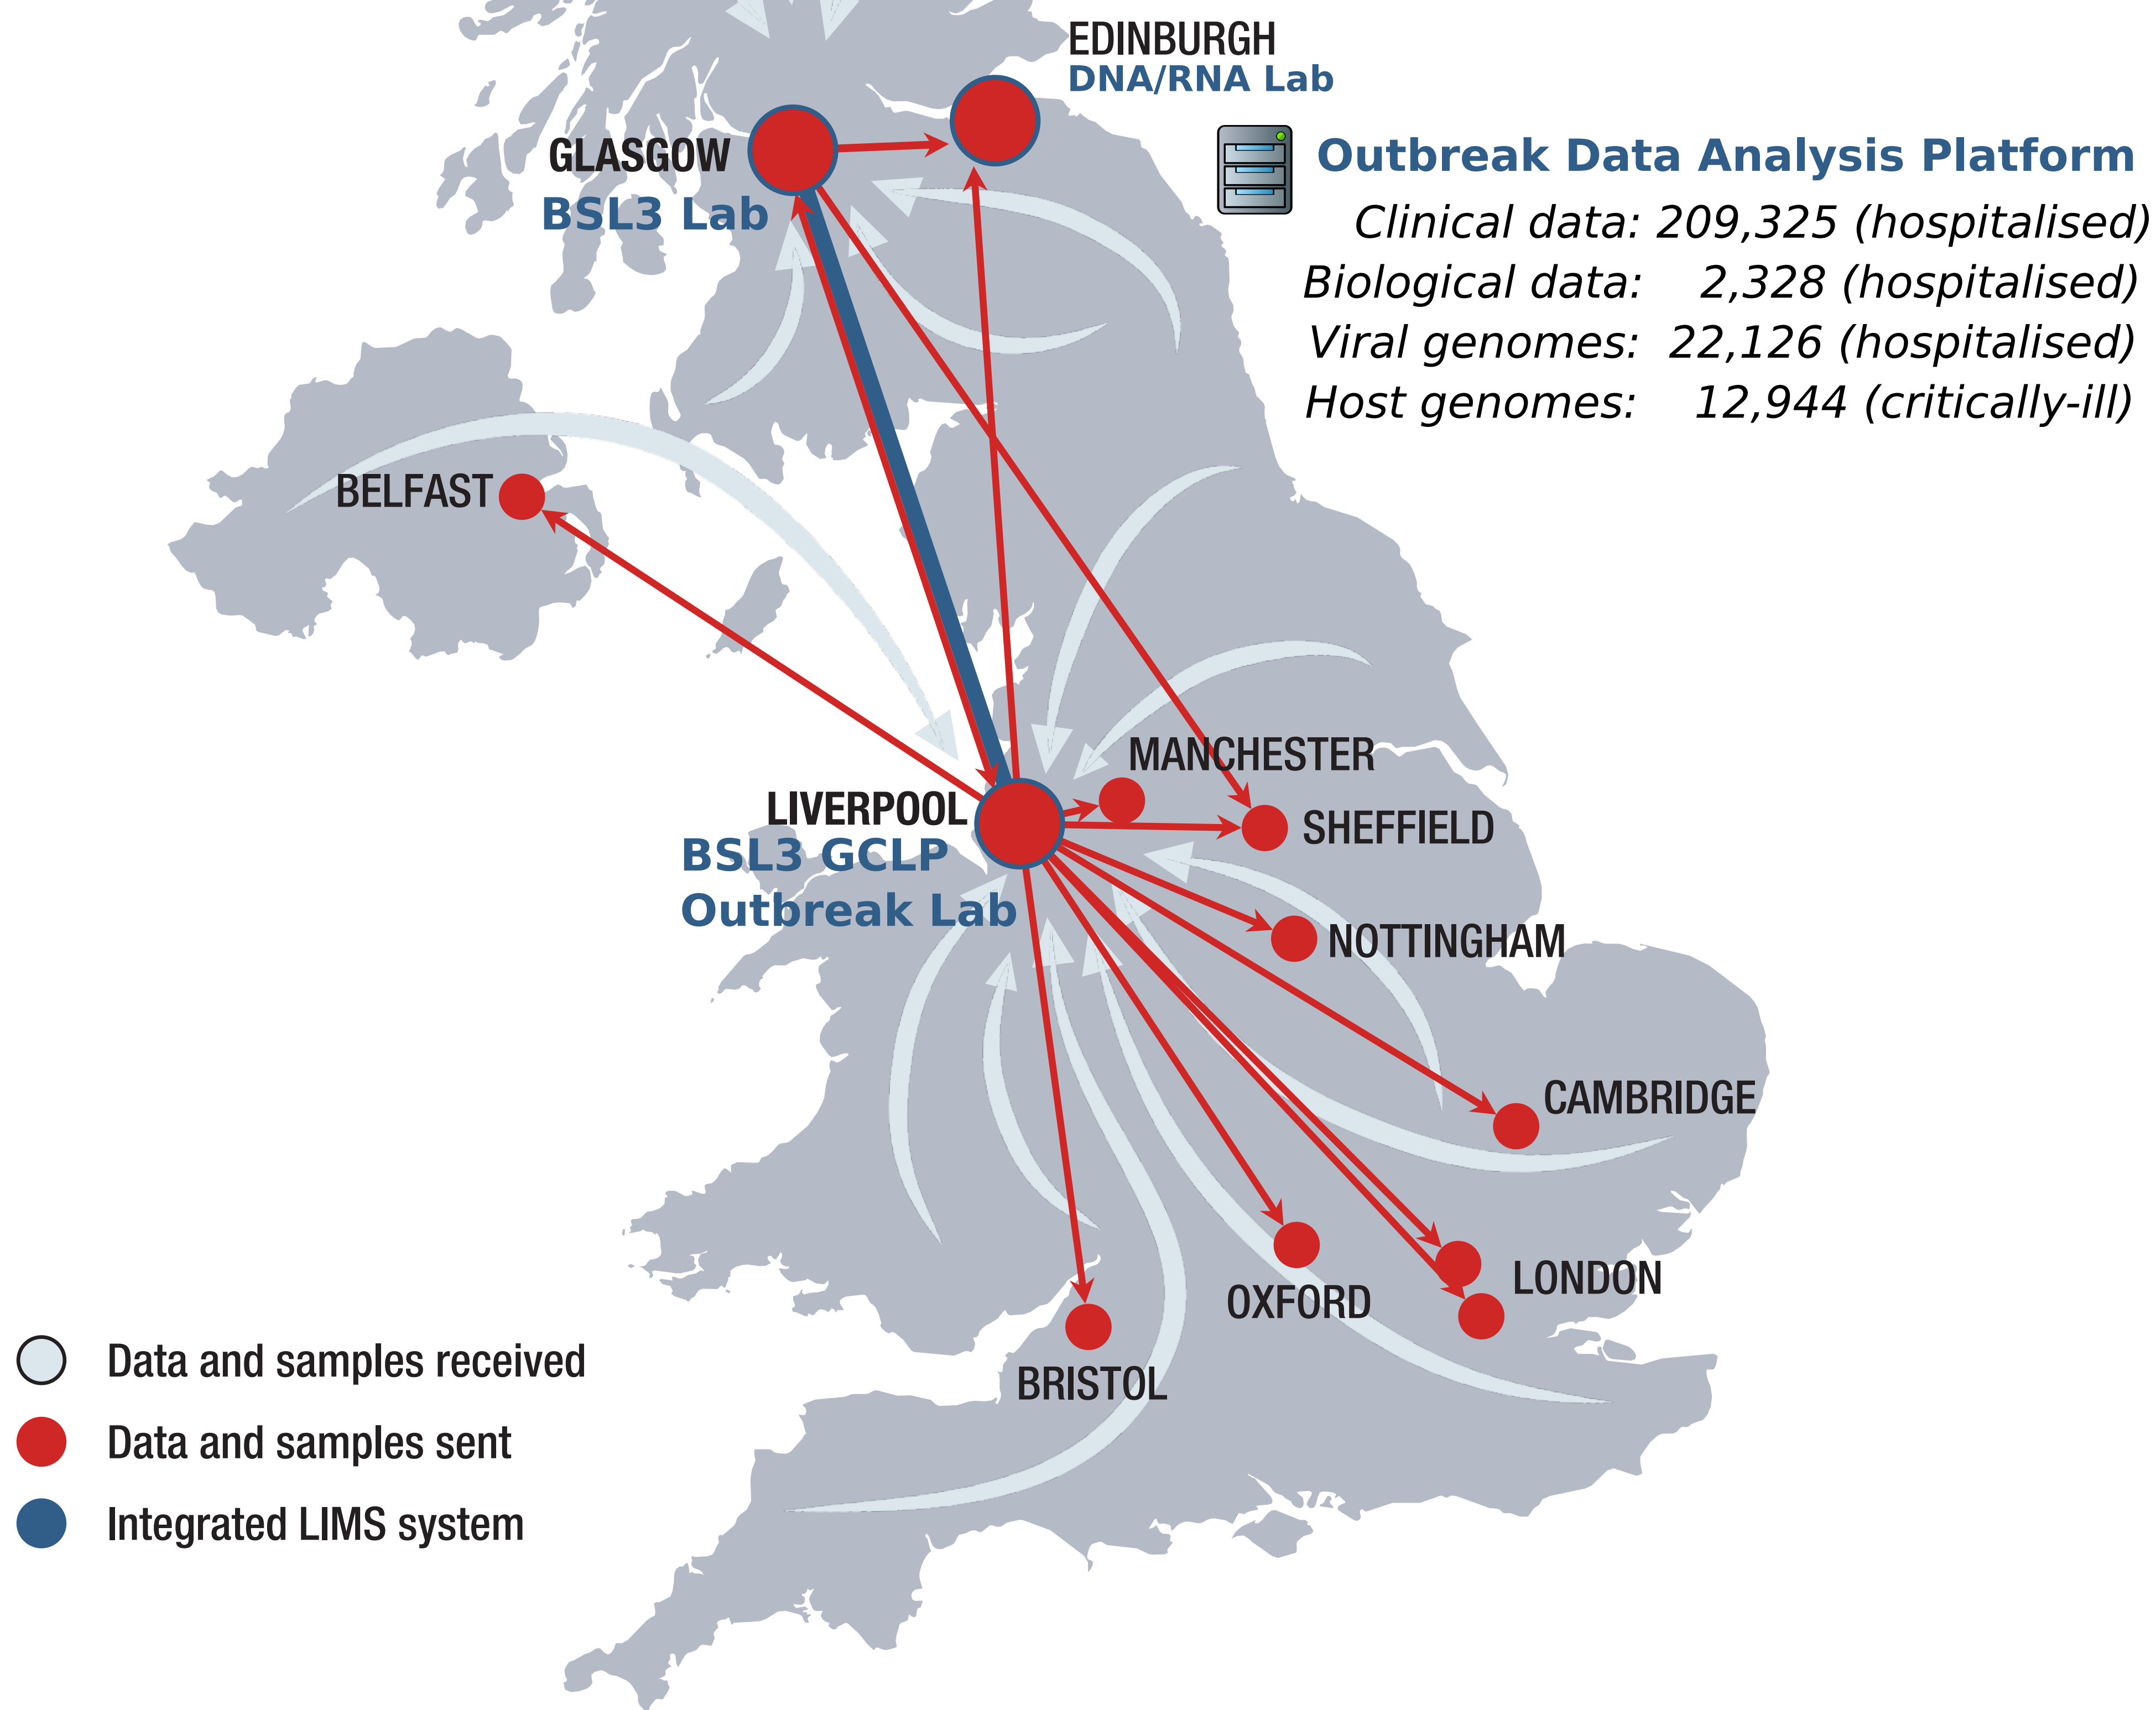 EDINBURGH
DNA/RNA Lab
GLASGOW
BSL3 Lab
Outbreak Data Analysis Platform
Clinical data: 209,325 (hospitalised)
Biological data: 2,328 (hospitalised)
Viral genomes: 22,126 (hospitalised)
Host genomes: 12,944 (critically-ill)
BELFAST
MANCHESTER
LIVERPOOL
BSL3 GCLP
Outbreak Lab
SHEFFIELD
NOTTINGHAM
CAMBRIDGE
LONDON
OXFORD
BRISTOL
Data and samples received
Data and samples sent
Integrated LIMS system